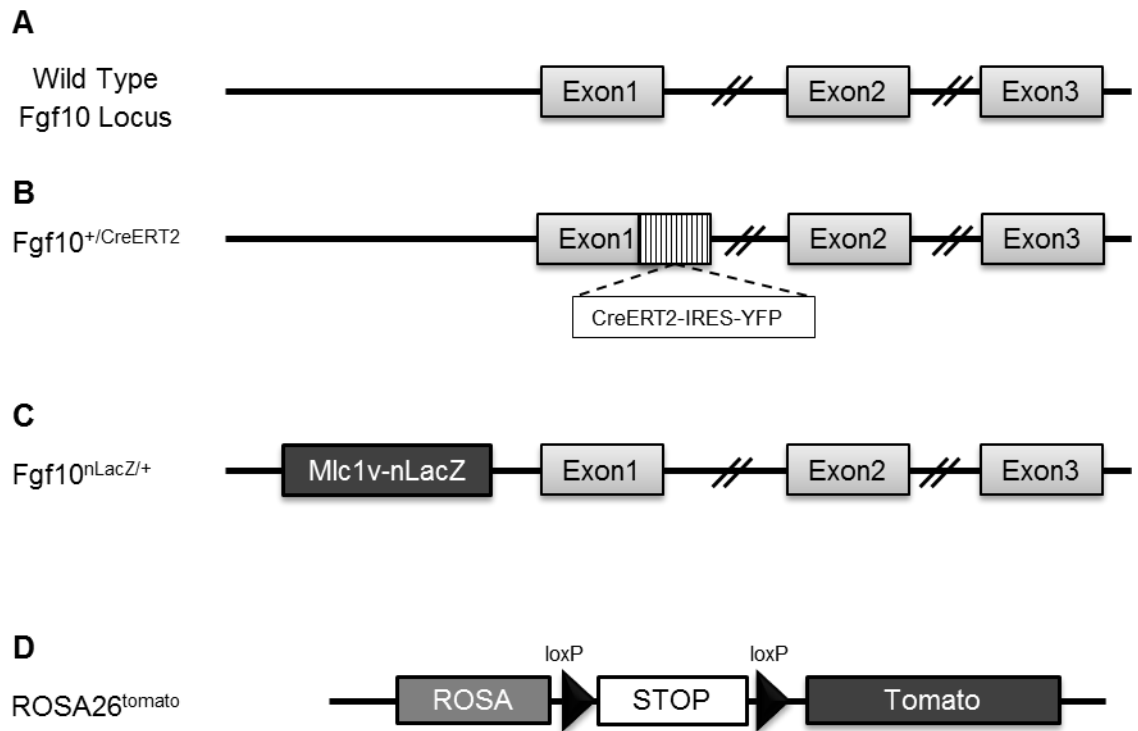 A
Wild Type
Fgf10 Locus
Exon1
Exon2
Exon3
B
Fgf10+/CreERT2
Exon1
Exon2
Exon3
CreERT2-IRES-YFP
C
Fgf10nLacZ/+
Mlc1v-nLacZ
Exon1
Exon2
Exon3
D
ROSA26tomato
loxP
loxP
ROSA
STOP
Tomato